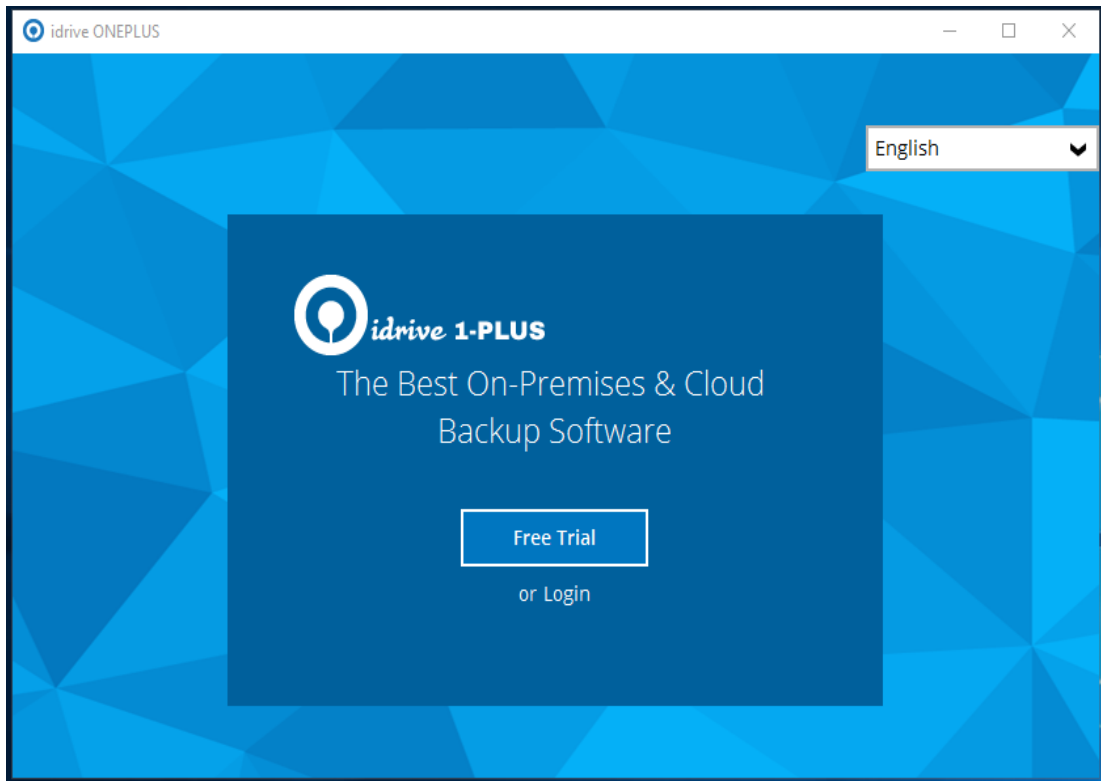 idrive ONEPLUS
English
idrive 1-PLUS
The Best On-Premises & Cloud
Backup Software
Free Trial
or Login